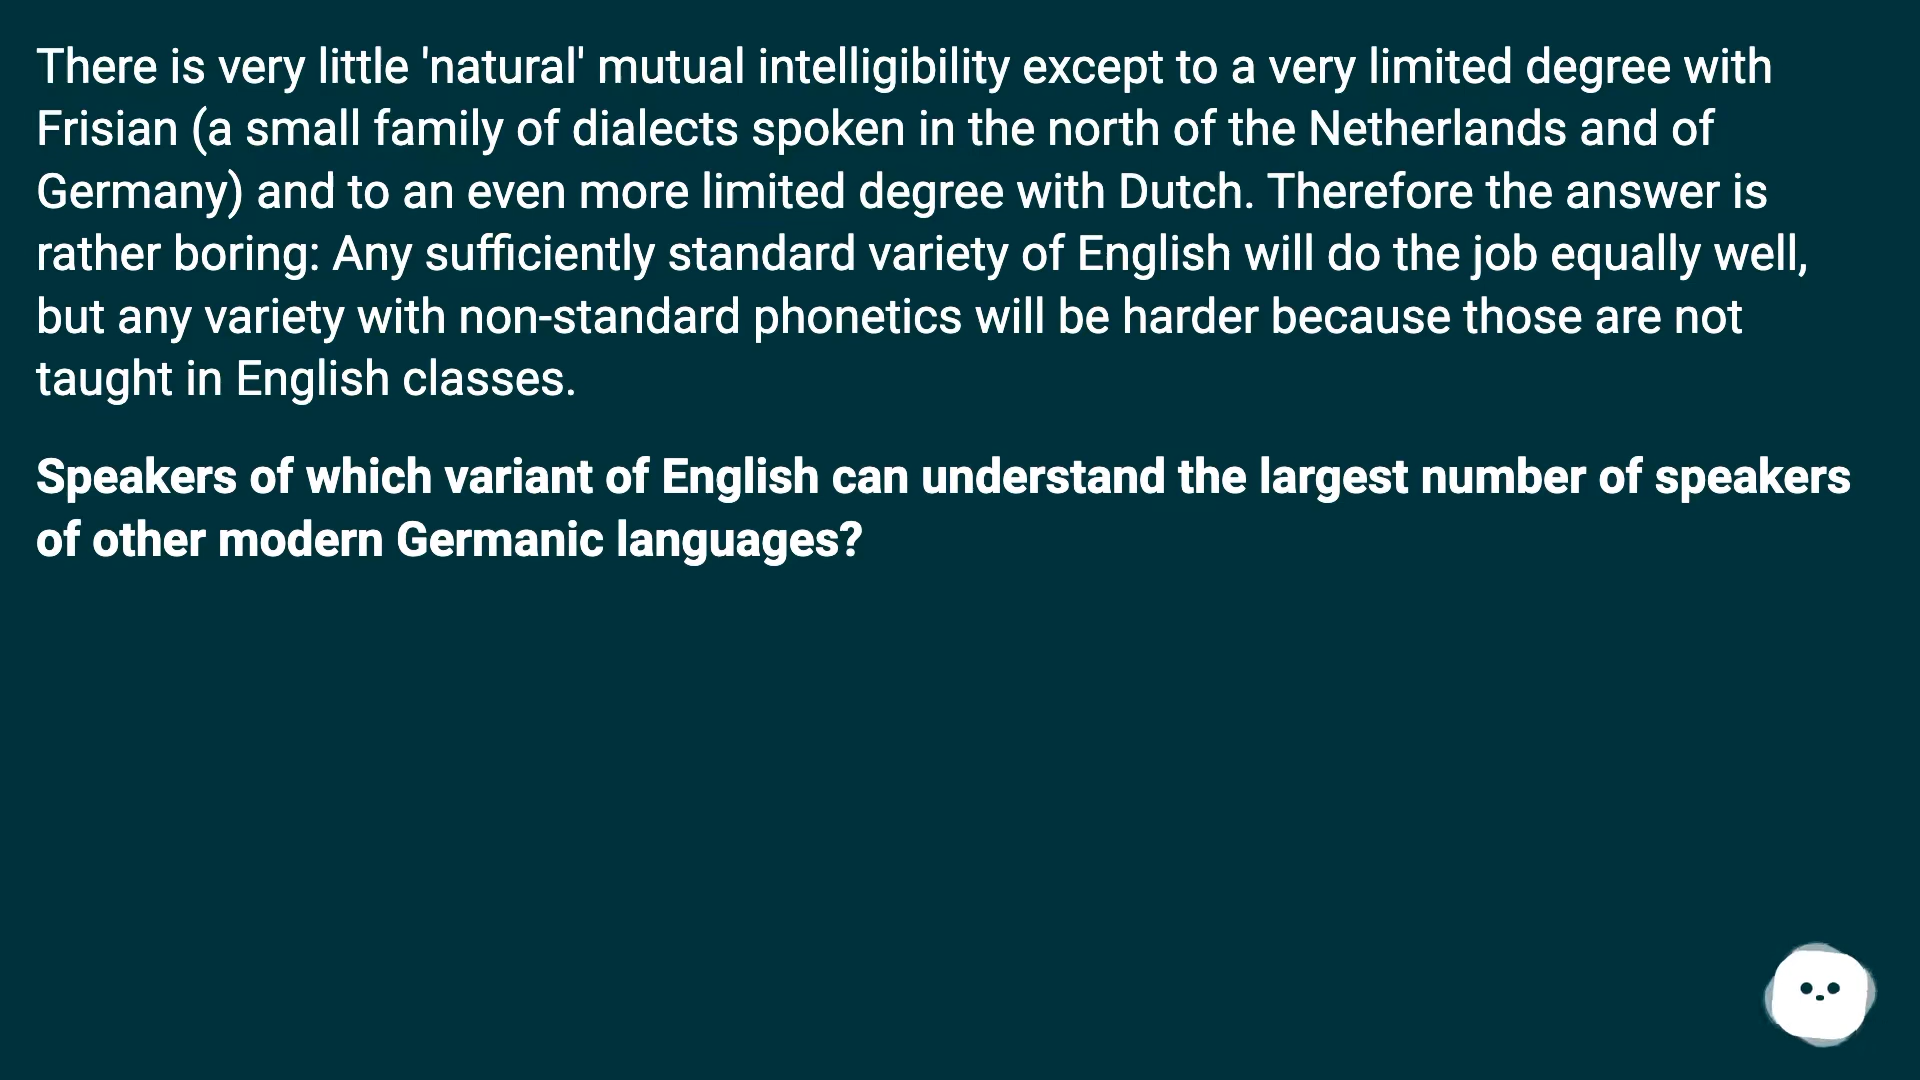 There is very little 'natural' mutual intelligibility except to a very limited degree with
Frisian (a small family of dialects spoken in the north of the Netherlands and of
Germany) and to an even more limited degree with Dutch. Therefore the answer is
rather boring: Any sufficiently standard variety of English will do the job equally well,
but any variety with non-standard phonetics will be harder because those are not
taught in English classes.
Speakers of which variant of English can understand the largest number of speakers
of other modern Germanic languages?